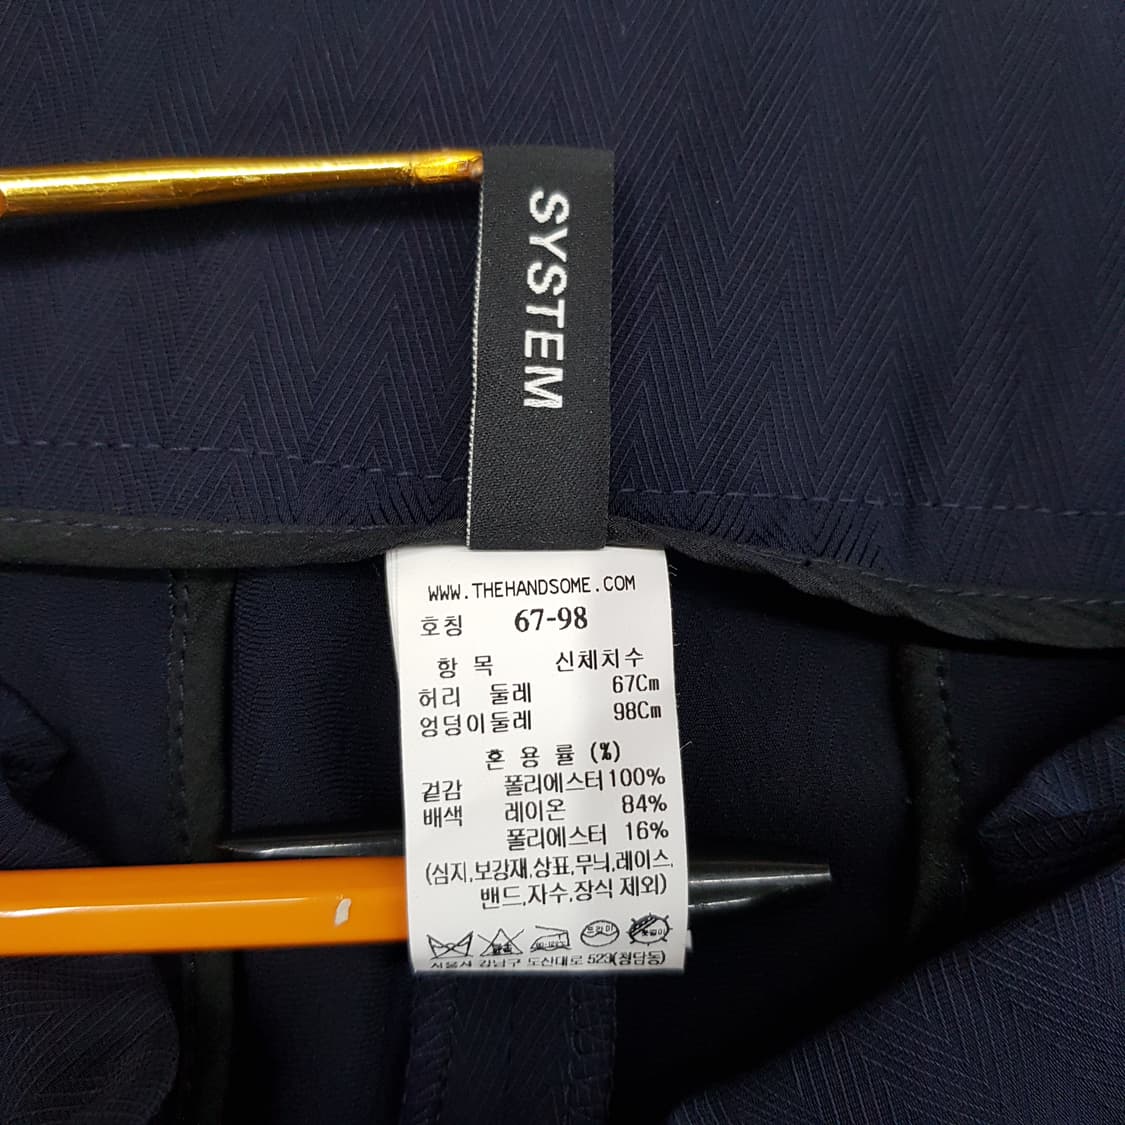 SYSTEM
WWW.THEHANDSOME.COM
호칭 67-98
항 목 신체치수
허리 둘레 67Cm
엉덩이둘레 98Cm
혼 용 률 (%)
겉감 폴리에스터 100%
배색 레이온 84%
폴리에스터 16%
(심지,보강재,상표,무늬,레이스,
밴드,자수,장식 제외)
드라이
서울시 강남구 도산대로 523(청담동)